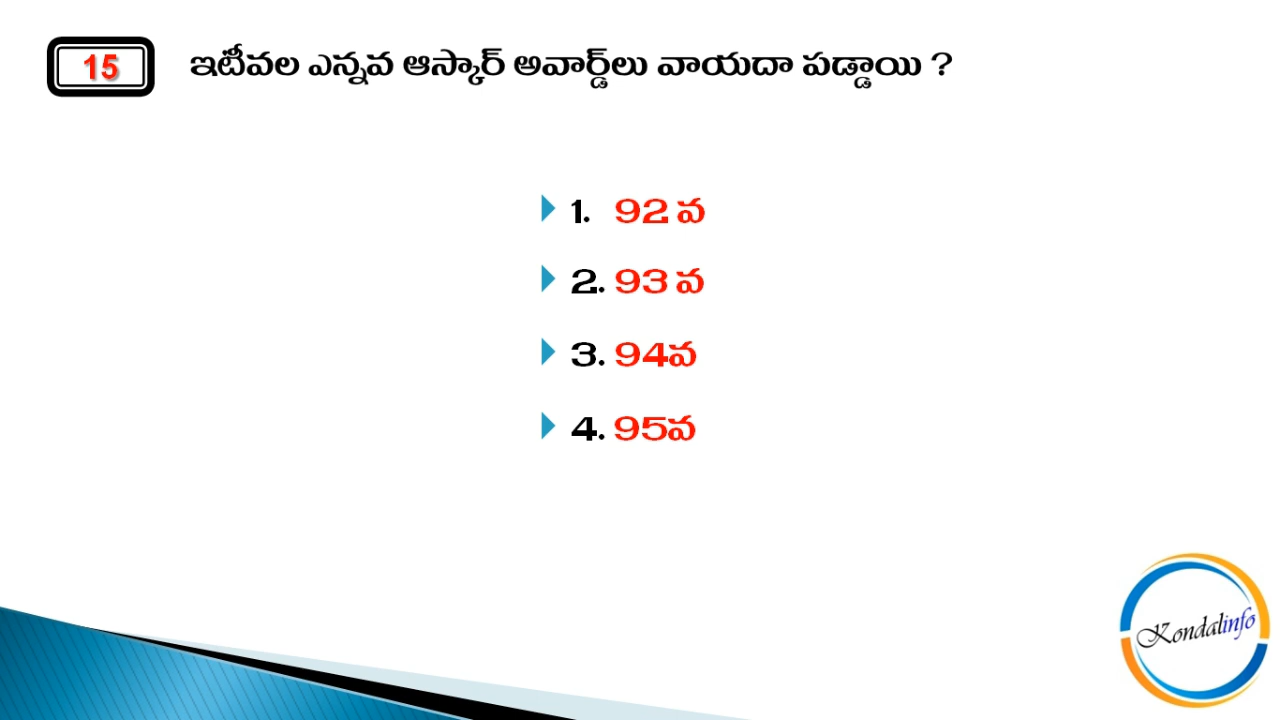 15 ఇటీవల ఎన్నవ ఆస్కార్ అవార్డ్‌లు వాయదా పడ్డాయి ?
1. 92 వ
2. 93 వ
3. 94వ
4. 95వ
Kondalinfo